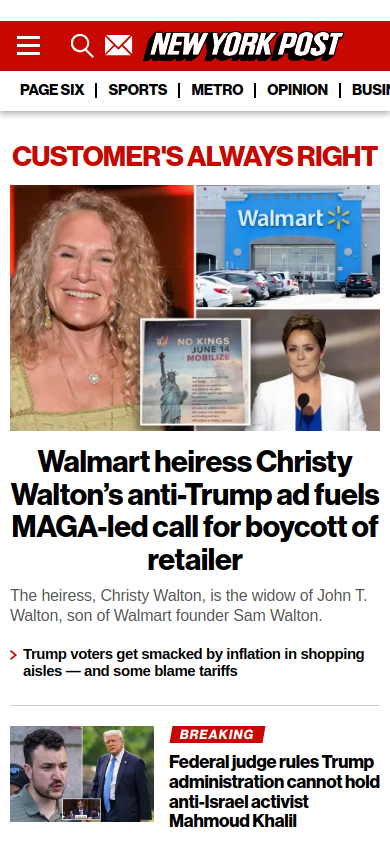 NEW YORK POST
PAGE SIX
SPORTS
METRO
OPINION
BUSI
CUSTOMER'S ALWAYS RIGHT
Walmart
NO KINGS
JUNE 14
MOBILIZE
Walmart heiress Christy
Walton’s anti-Trump ad fuels
MAGA-led call for boycott of
retailer
The heiress, Christy Walton, is the widow of John T.
Walton, son of Walmart founder Sam Walton.
Trump voters get smacked by inflation in shopping
aisles — and some blame tariffs
BREAKING
Federal judge rules Trump
administration cannot hold
anti-Israel activist
Mahmoud Khalil